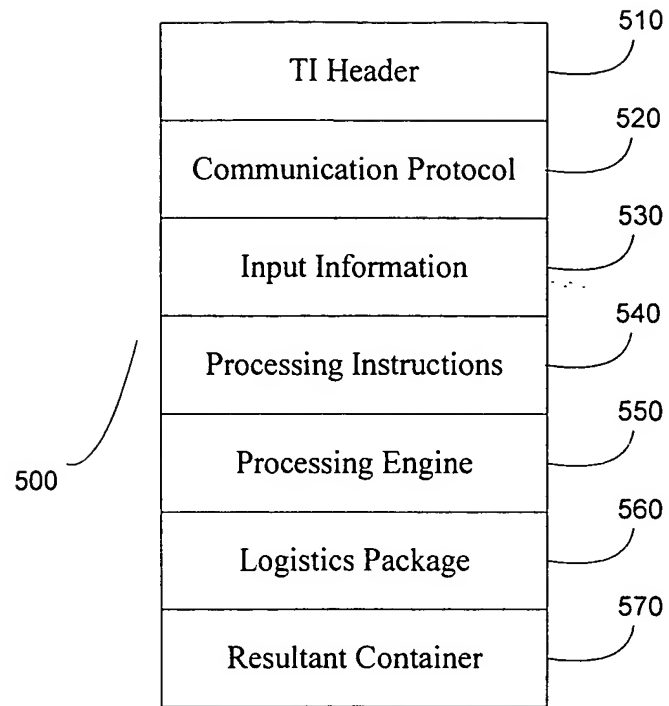 510
TI Header
520
Communication Protocol
530
Input Information
540
Processing Instructions
550
Processing Engine
500
560
Logistics Package
570
Resultant Container